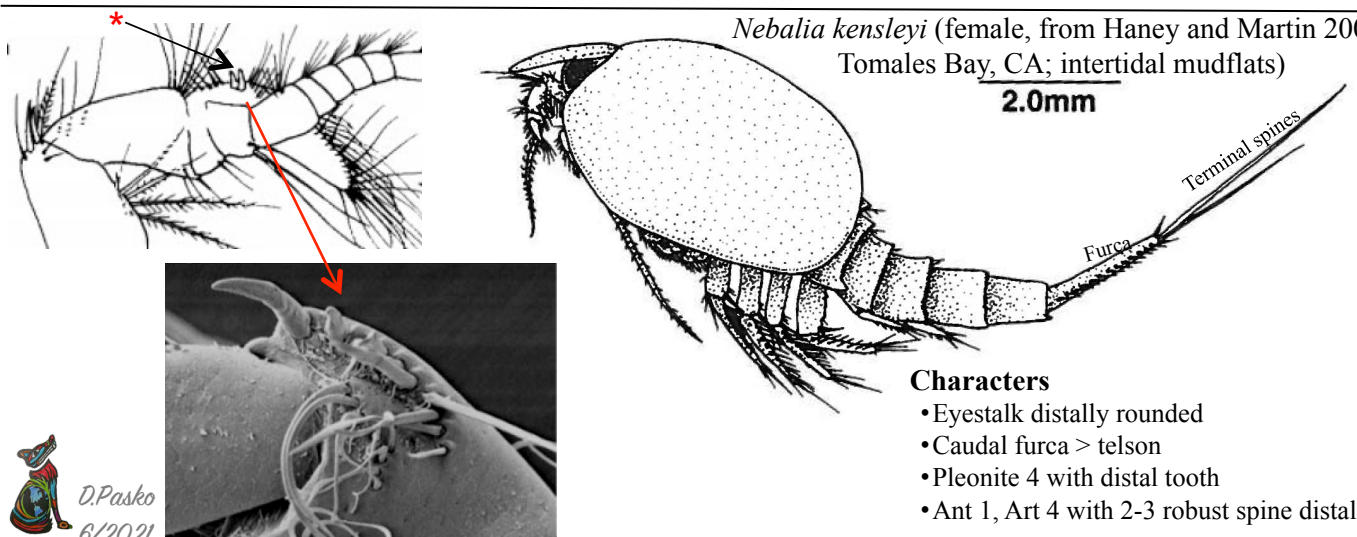 *
Nebalia kensleyi (female, from Haney and Martin 200
Tomales Bay, CA; intertidal mudflats)
2.0mm
Terminal spines
Furca
Characters
•Eyestalk distally rounded
•Caudal furca > telson
•Pleonite 4 with distal tooth
•Ant 1, Art 4 with 2-3 robust spine distal
D.Pasko
6/2021